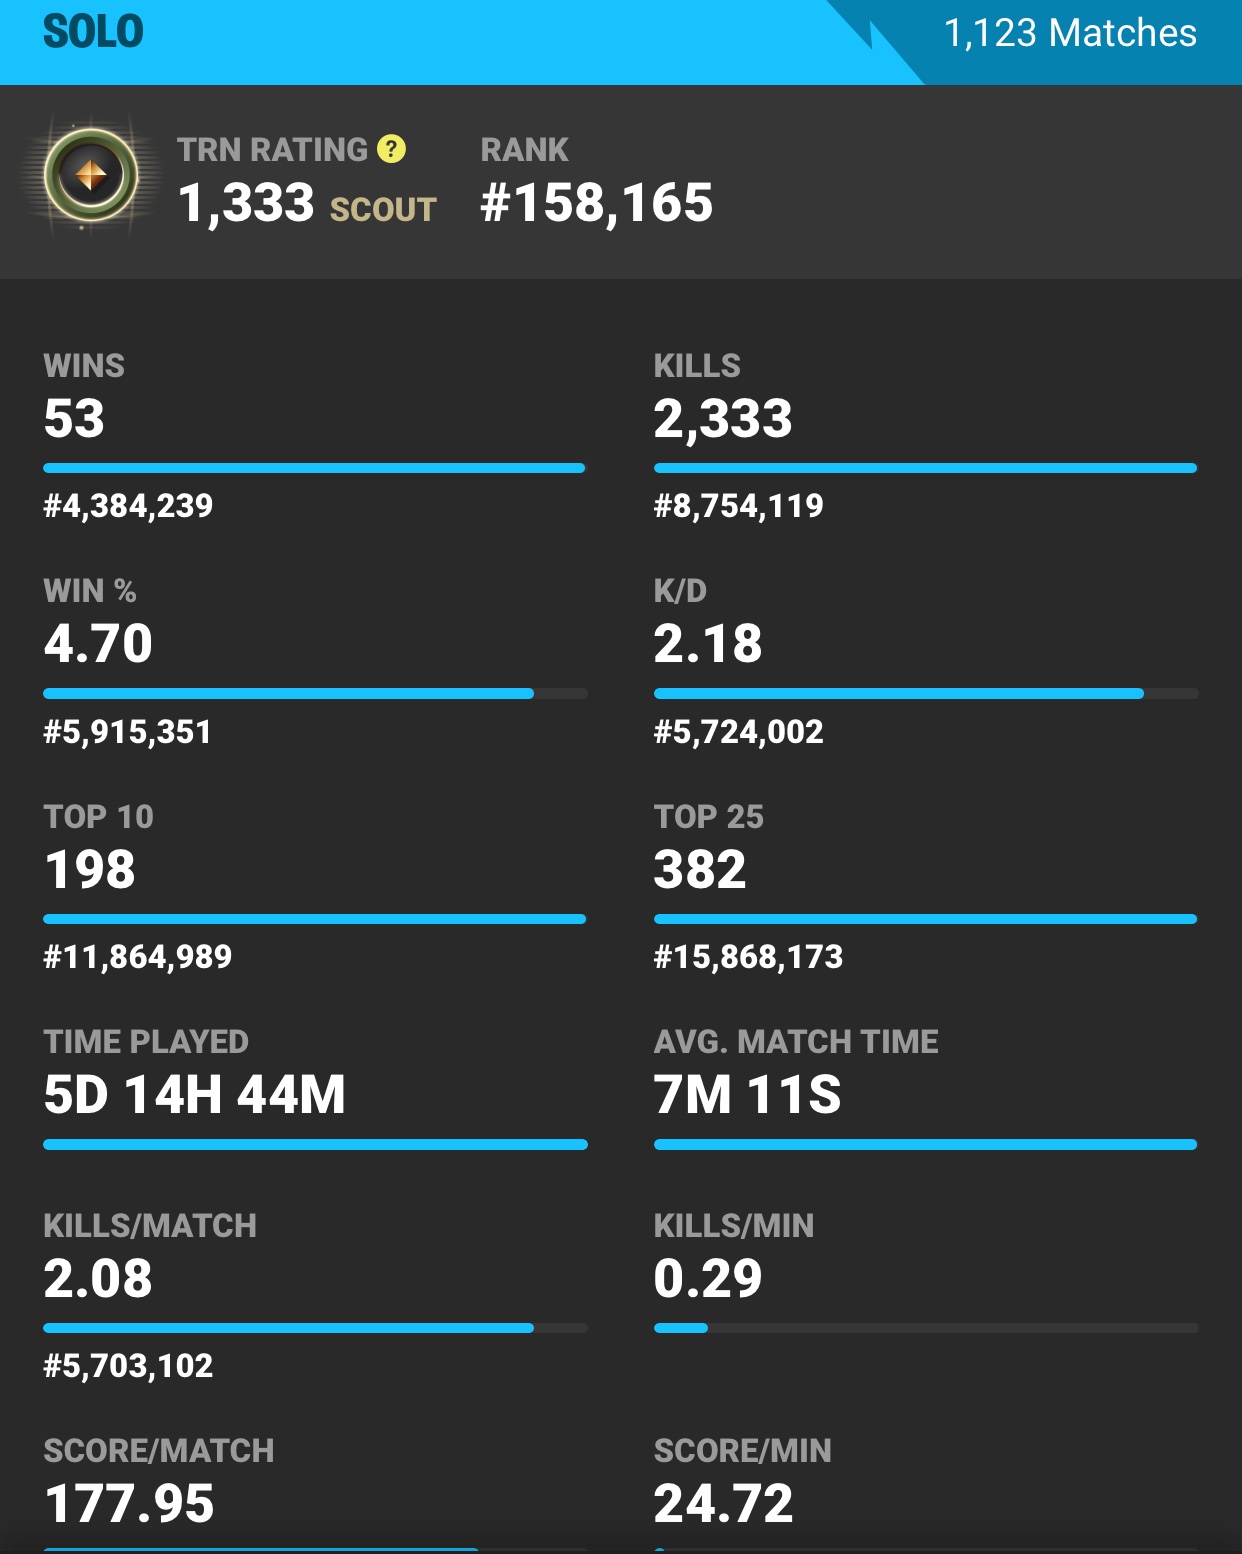 SOLO
1,123 Matches
TRN RATING ?
RANK
1,333 SCOUT
#158,165
WINS
KILLS
53
2,333
#4,384,239
#8,754,119
WIN %
K/D
4.70
2.18
#5,915,351
#5,724,002
TOP 10
TOP 25
198
382
#11,864,989
#15,868,173
TIME PLAYED
AVG. MATCH TIME
5D 14H 44M
7M 11S
KILLS/MATCH
KILLS/MIN
2.08
0.29
#5,703,102
SCORE/MATCH
SCORE/MIN
177.95
24.72